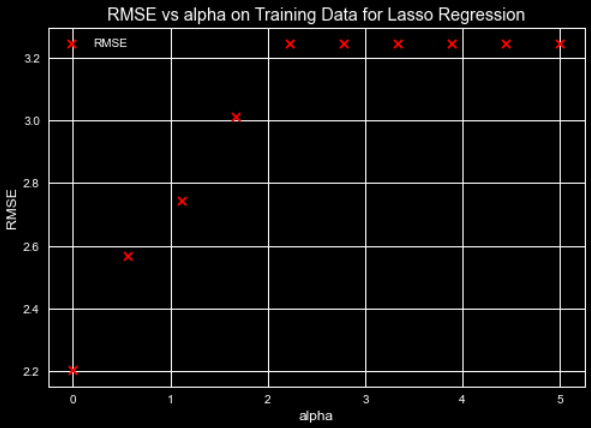 RMSE vs alpha on Training Data for Lasso Regression
RMSE
3.2
3.0
2.8
2.6
2.4
2.2
RMSE
0 1 2 3 4 5
alpha